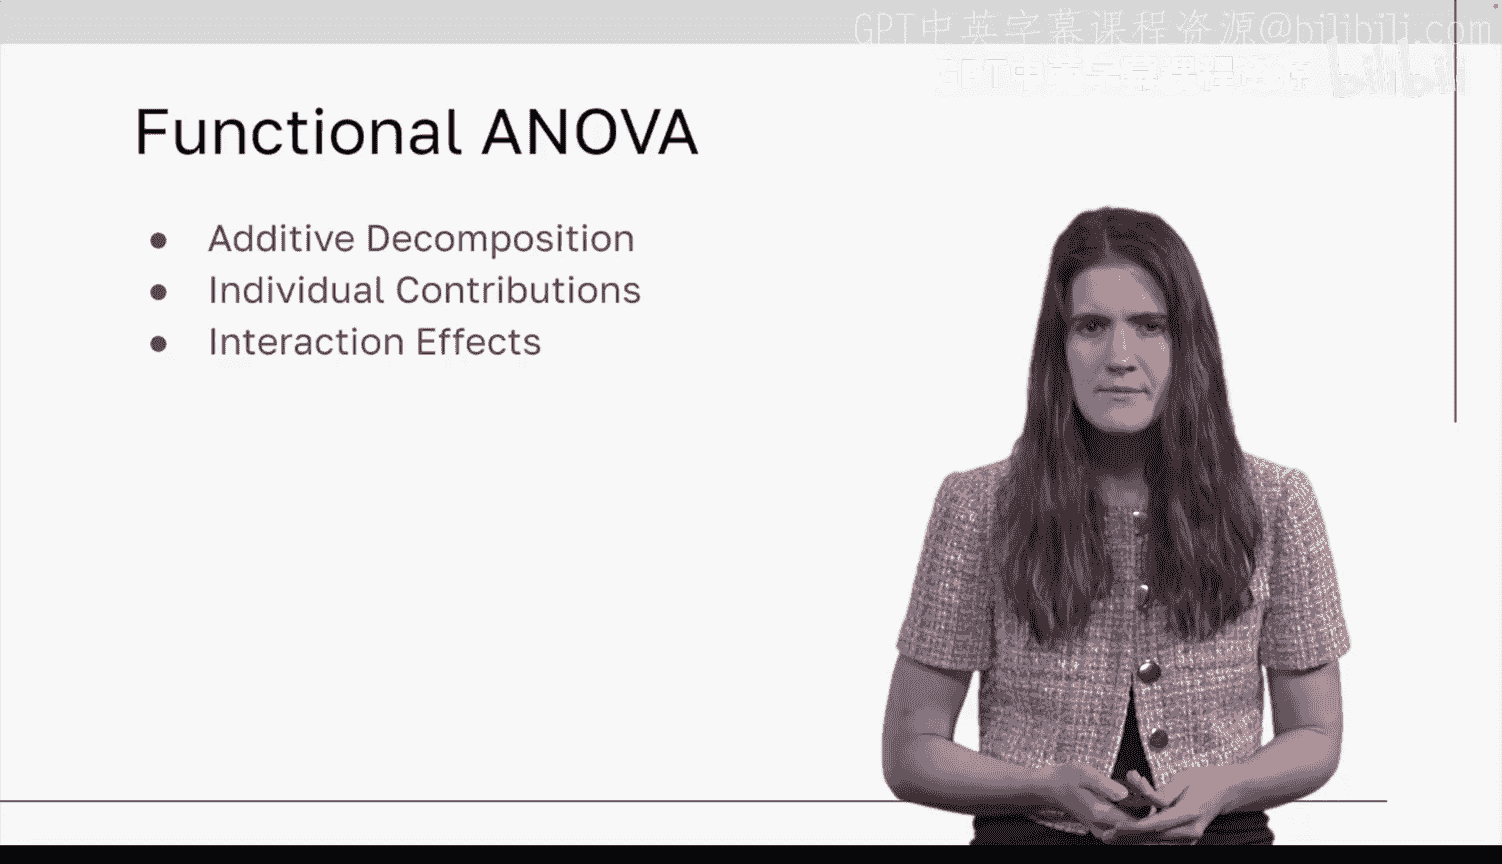 GPT中英字幕课程资源@bilibili.com
Functional ANOVA
● Additive Decomposition
● Individual Contributions
● Interaction Effects